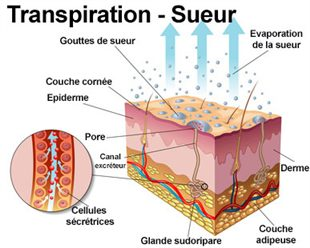 Transpiration - Sueur
Gouttes de sueur
Evaporation
de la sueur
Couche cornée
Epiderme
Pore
Canal
excréteur
Derme
Cellules
sécrétrices
Glande sudoripare
Couche
adipeuse